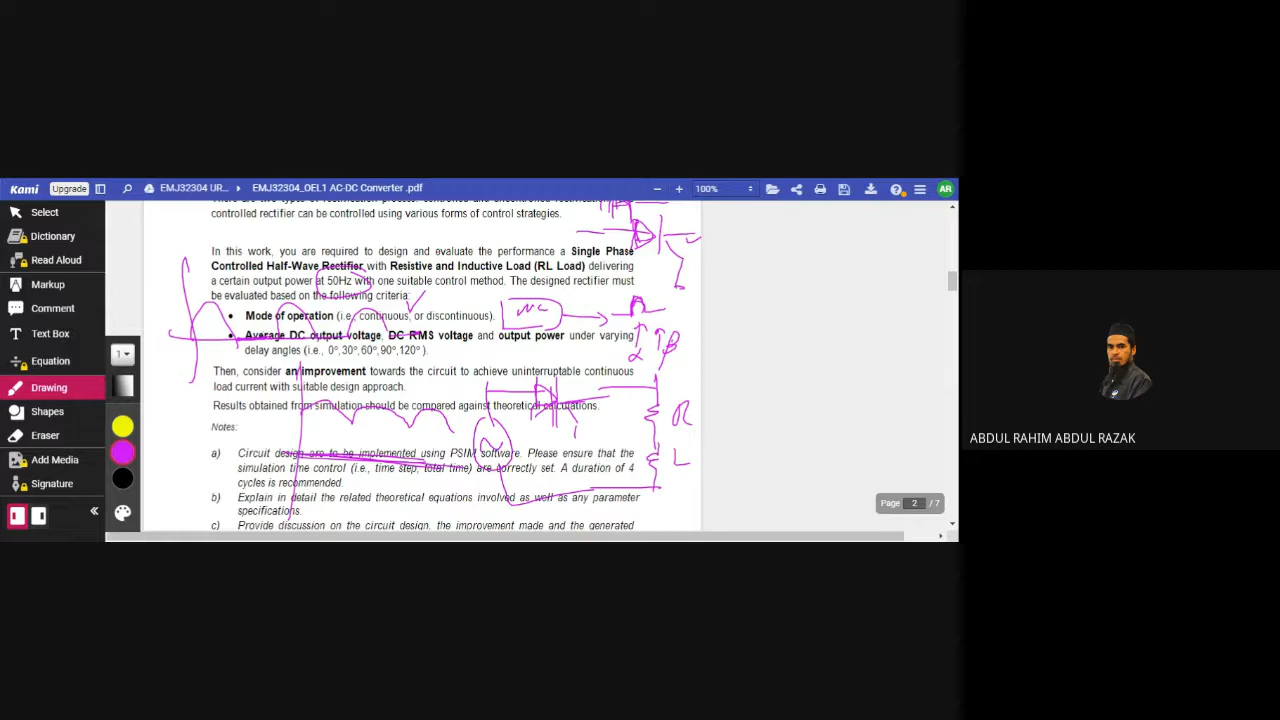 Kami
Upgrade
EMJ32304 UR...
EMJ32304_OEL1 AC-DC Converter .pdf
100%
AR
Select
Dictionary
Read Aloud
Markup
Comment
Text Box
Equation
Drawing
Shapes
Eraser
Add Media
Signature
1
controlled rectifier can be controlled using various forms of control strategies.
In this work, you are required to design and evaluate the performance a Single Phase
Controlled Half-Wave Rectifier with Resistive and Inductive Load (RL Load) delivering
a certain output power at 50Hz with one suitable control method. The designed rectifier must
be evaluated based on the following criteria:
• Mode of operation (i.e., continuous, or discontinuous).
• Average DC output voltage, DC RMS voltage and output power under varying
delay angles (i.e., 0°,30°,60°,90°,120°).
α β
Then, consider an improvement towards the circuit to achieve uninterruptable continuous
load current with suitable design approach.
Results obtained from simulation should be compared against theoretical calculations.
R
Notes:
a) Circuit design are to be implemented using PSIM software. Please ensure that the
simulation time control (i.e., time step, total time) are correctly set. A duration of 4
cycles is recommended.
L
b) Explain in detail the related theoretical equations involved as well as any parameter
specifications.
c) Provide discussion on the circuit design, the improvement made and the generated
Page 2 / 7
ABDUL RAHIM ABDUL RAZAK